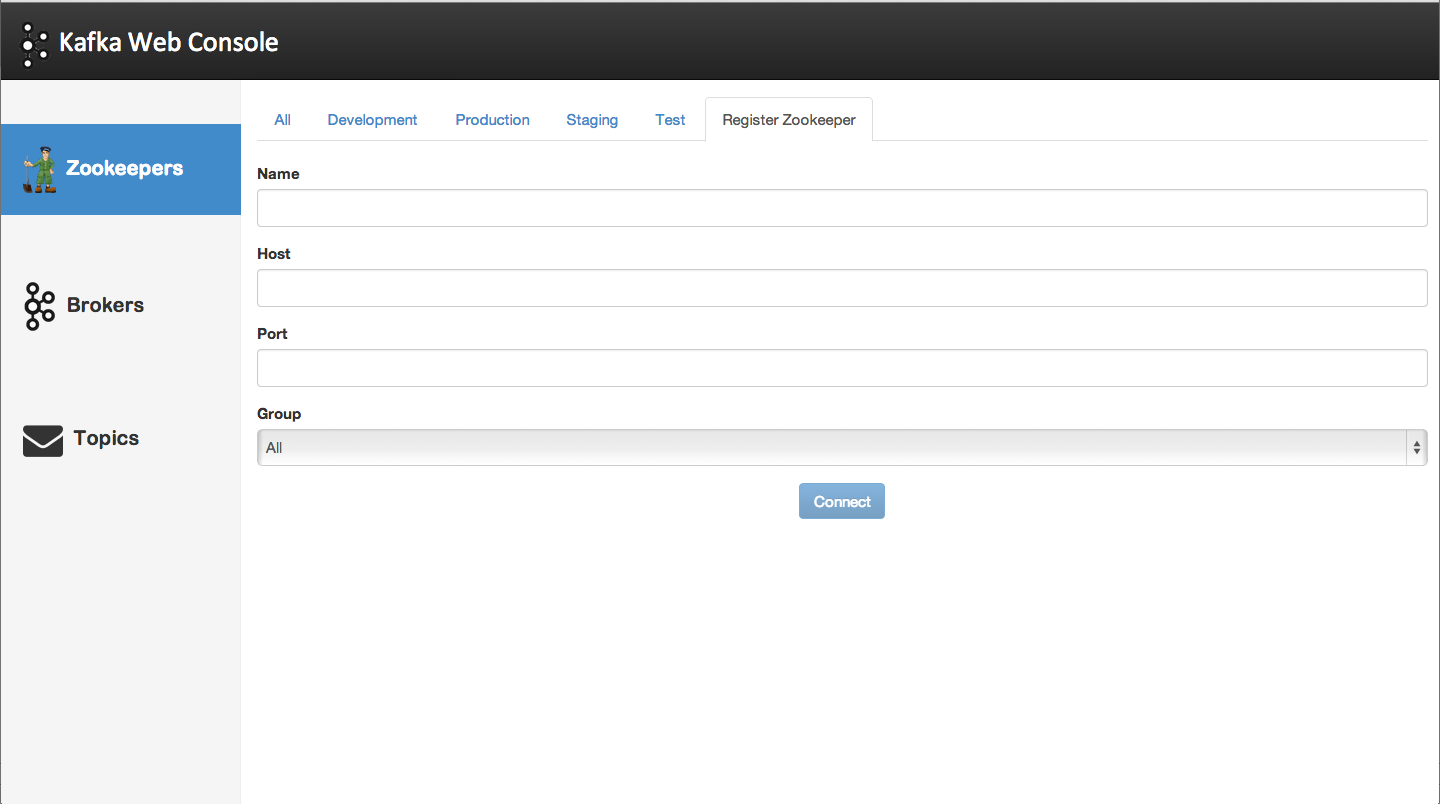 Kafka Web Console
All Development Production Staging Test Register Zookeeper
Zookeepers
Brokers
Topics
Name
Host
Port
Group
All
Connect